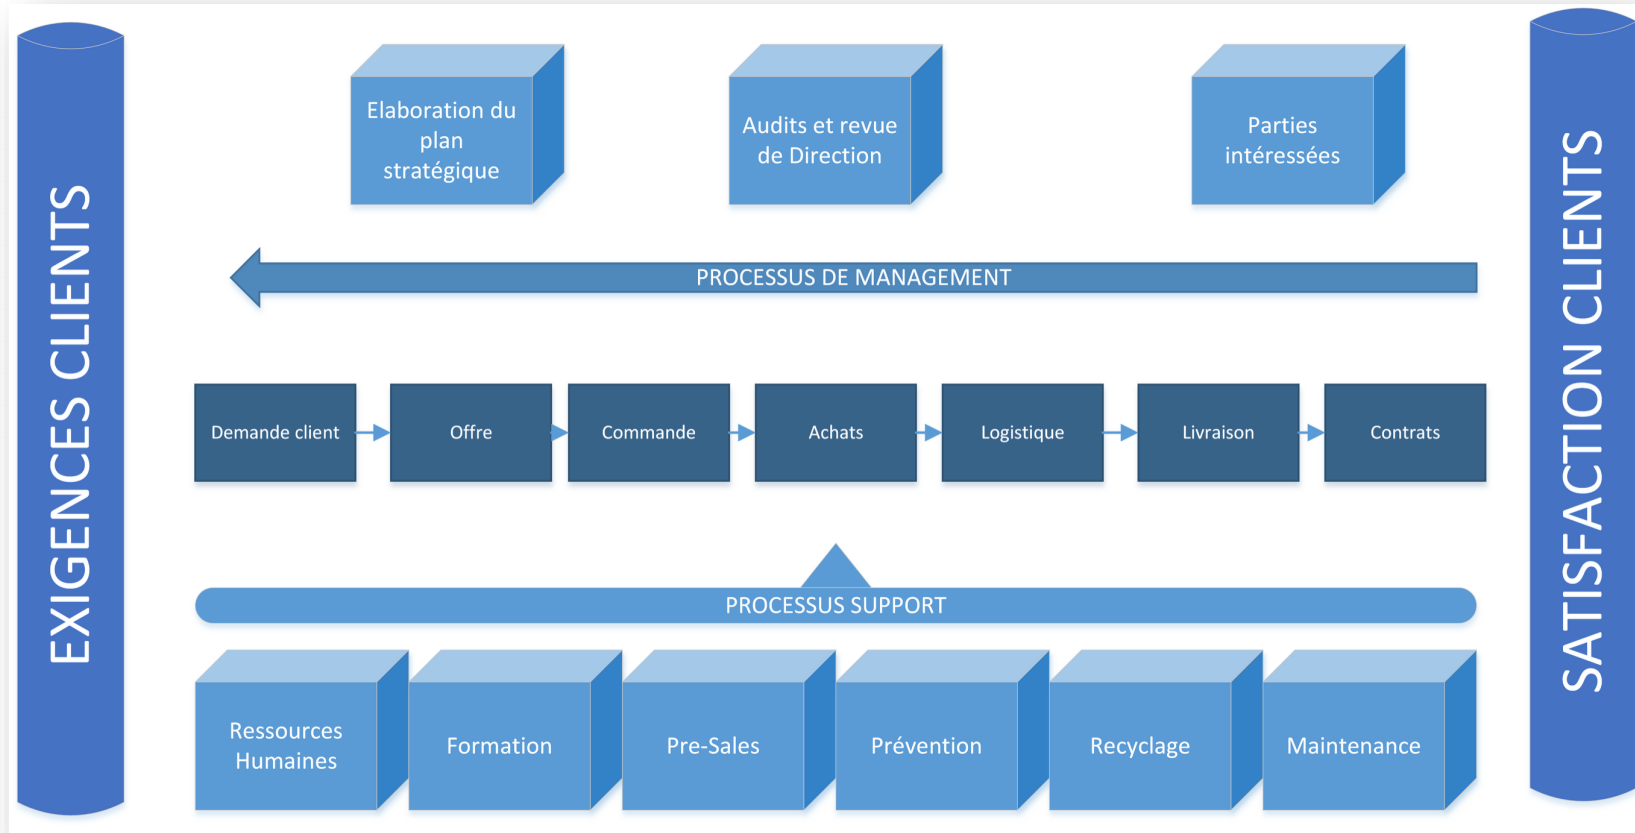 EXIGENCES CLIENTS
Elaboration du
plan
stratégique
Audits et revue
de Direction
Parties
intéressées
SATISFACTION CLIENTS
PROCESSUS DE MANAGEMENT
Demande client
Offre
Commande
Achats
Logistique
Livraison
Contrats
PROCESSUS SUPPORT
Ressources
Humaines
Formation
Pre-Sales
Prévention
Recyclage
Maintenance